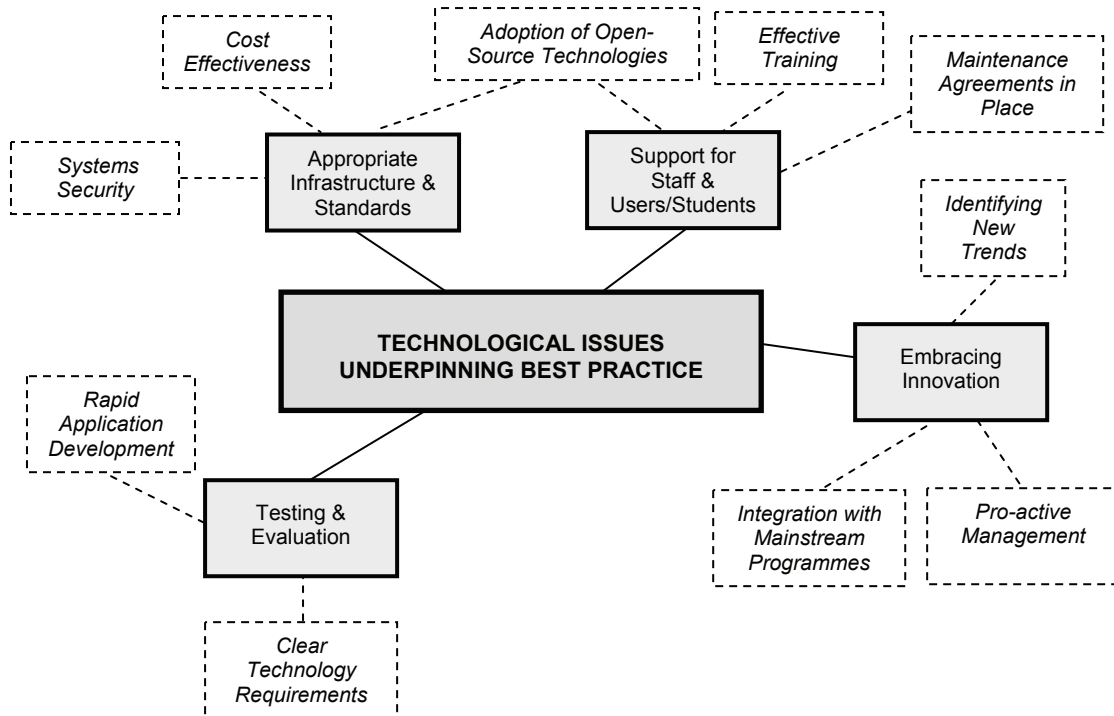 Cost
Effectiveness
Adoption of Open-
Source Technologies
Effective
Training
Maintenance
Agreements in
Place
Systems
Security
Appropriate
Infrastructure &
Standards
Support for
Staff &
Users/Students
Identifying
New
Trends
TECHNOLOGICAL ISSUES
UNDERPINNING BEST PRACTICE
Embracing
Innovation
Rapid
Application
Development
Testing &
Evaluation
Integration with
Mainstream
Programmes
Pro-active
Management
Clear
Technology
Requirements